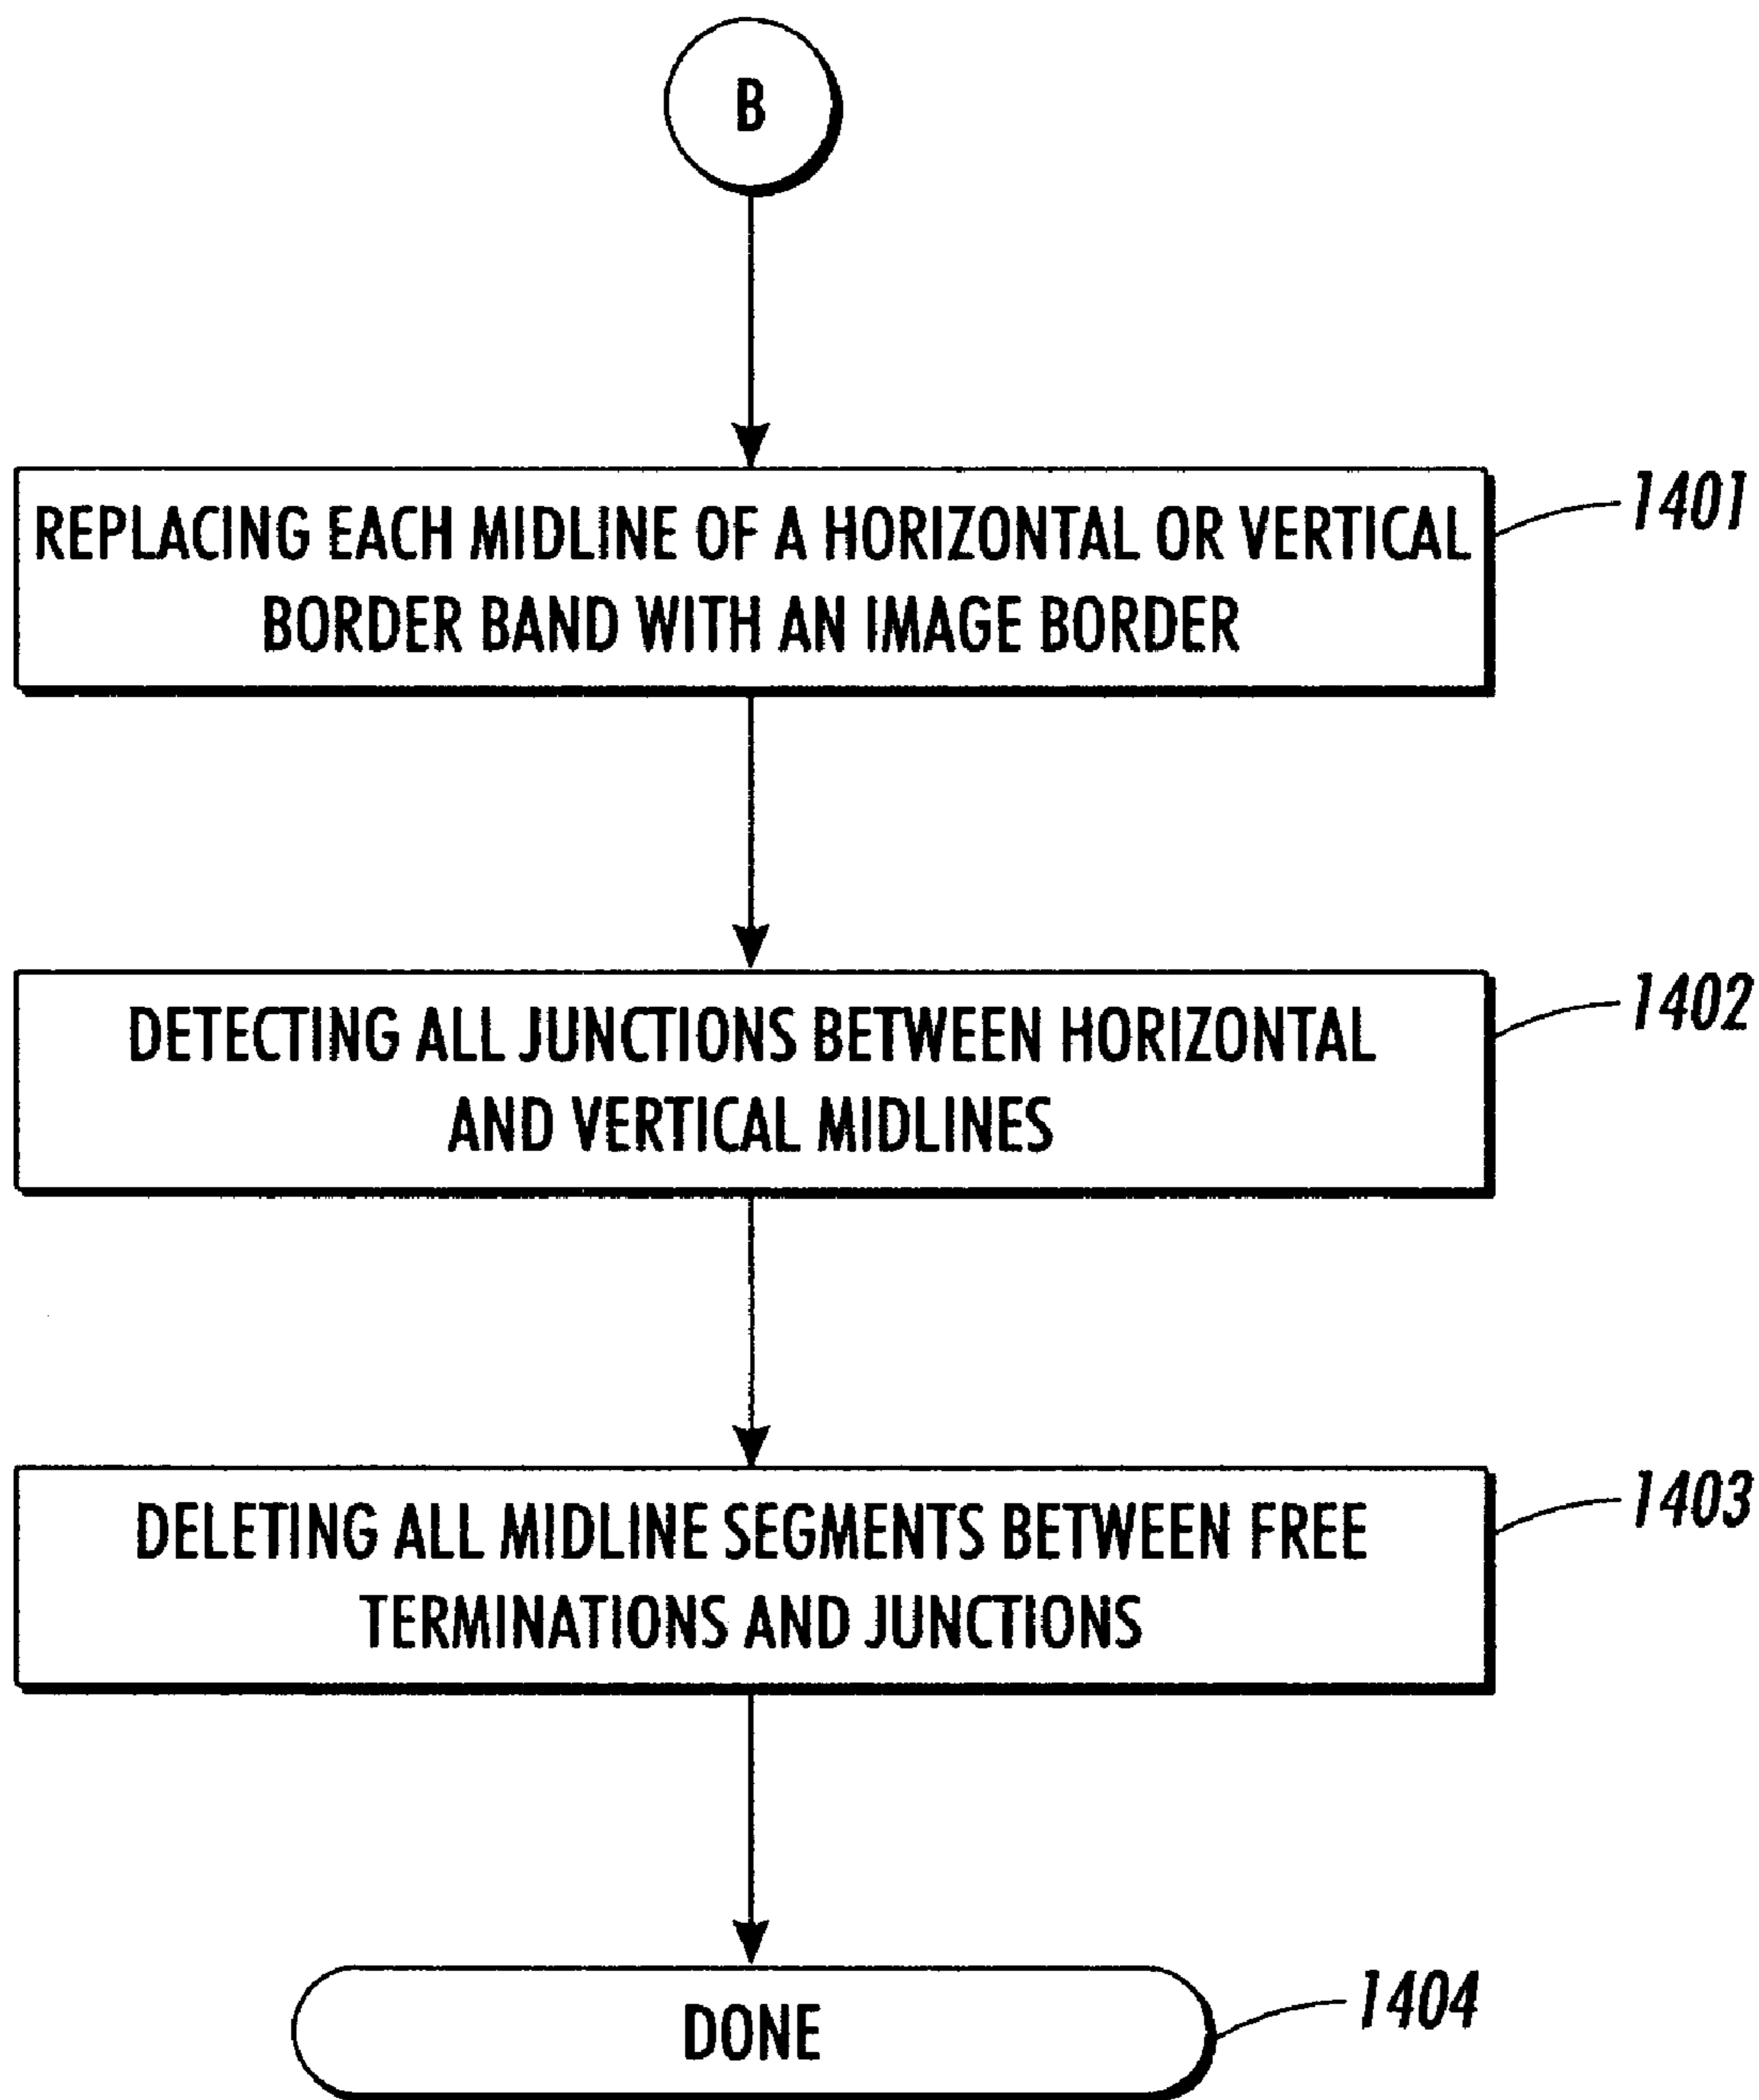 B
REPLACING EACH MIDLINE OF A HORIZONTAL OR VERTICAL
BORDER BAND WITH AN IMAGE BORDER
1401
DETECTING ALL JUNCTIONS BETWEEN HORIZONTAL
AND VERTICAL MIDLINES
1402
DELETING ALL MIDLINE SEGMENTS BETWEEN FREE
TERMINATIONS AND JUNCTIONS
1403
DONE
1404